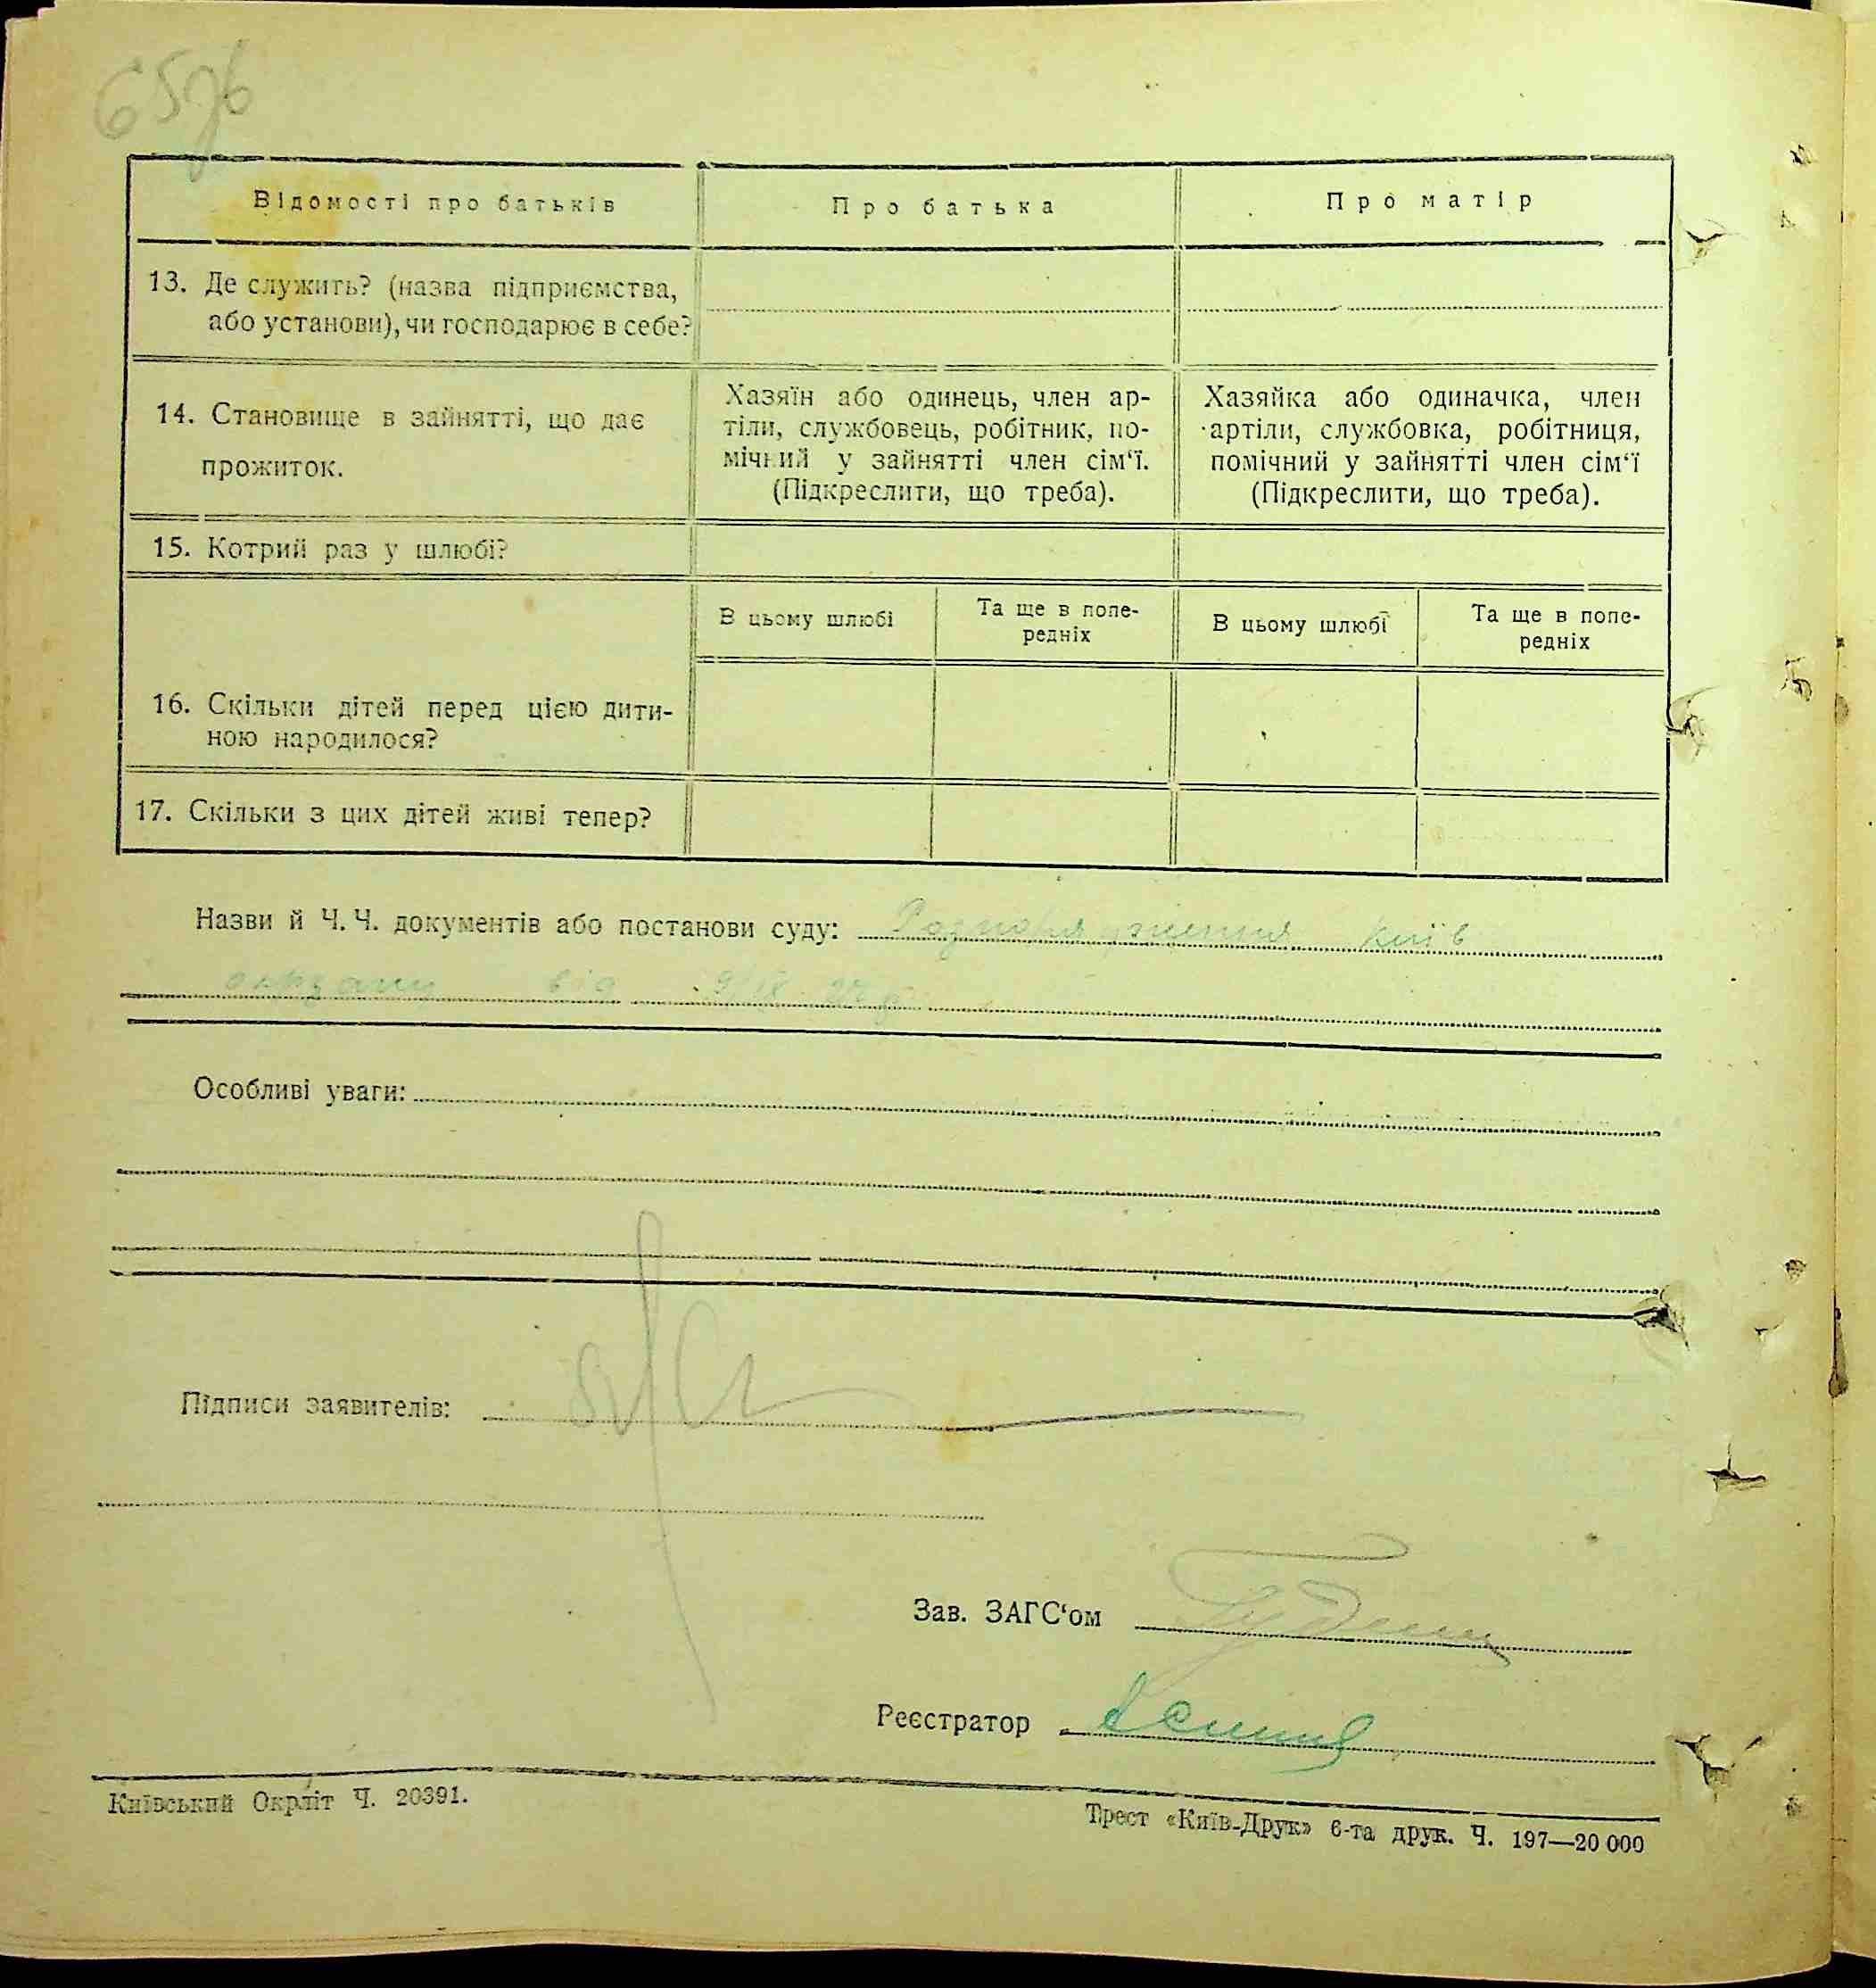 Відомості про батьків
Про батька
Про матір
13. Де служить? (назва підприємства,
або установи), чи господарює в себе?
14. Становище в зайнятті, що дає
прожиток.
Хазяїн або одинець, член ар-
тіли, службовець, робітник, по-
мічний у зайнятті член сім‘ї.
(Підкреслити, що треба).
Хазяйка або одиначка, член
артіли, службовка, робітниця,
помічний у зайнятті член сім‘ї
(Підкреслити, що треба).
15. Котрий раз у шлюбі?
В цьому шлюбі
Та ще в попе-
редніх
В цьому шлюбі
Та ще в попе-
редніх
16. Скільки дітей перед цією дити-
ною народилося?
17. Скільки з цих дітей живі тепер?
Назви й Ч. Ч. документів або постанови суду: Розпорядження Київ
від 9/IX
Особливі уваги:
Підписи заявителів:
Зав. ЗАГС‘ом
Реєстратор
Київський Окрліт Ч. 20391.
Трест «Київ-Друк» 6-та друк. Ч. 197—20 000